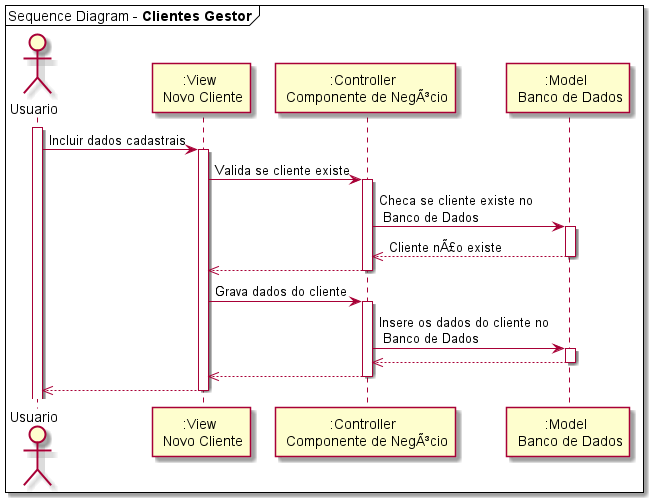 Sequence Diagram - Clientes Gestor
Usuario
:View
Novo Cliente
:Controller
Componente de NegÃ³cio
:Model
Banco de Dados
Incluir dados cadastrais
Valida se cliente existe
Checa se cliente existe no
Banco de Dados
Cliente nÃ£o existe
Grava dados do cliente
Insere os dados do cliente no
Banco de Dados
Usuario
:View
Novo Cliente
:Controller
Componente de NegÃ³cio
:Model
Banco de Dados